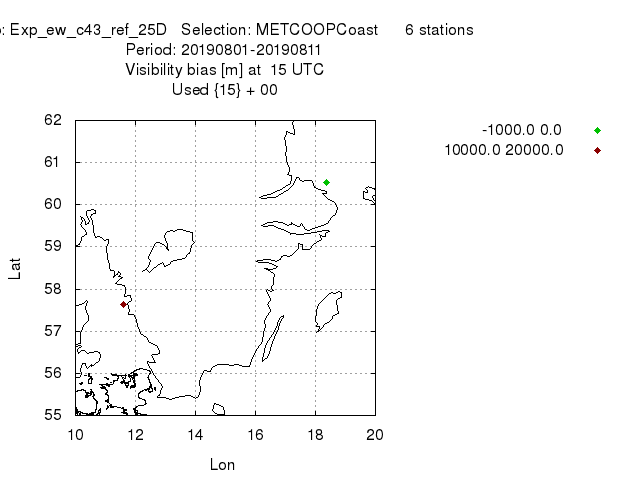 : Exp_ew_c43_ref_25D Selection: METCOOPCoast 6 stations
Period: 20190801-20190811
Visibility bias [m] at 15 UTC
Used {15} + 00
-1000.0 0.0
10000.0 20000.0
62
61
60
59
58
57
56
55
Lat
10 12 14 16 18 20
Lon